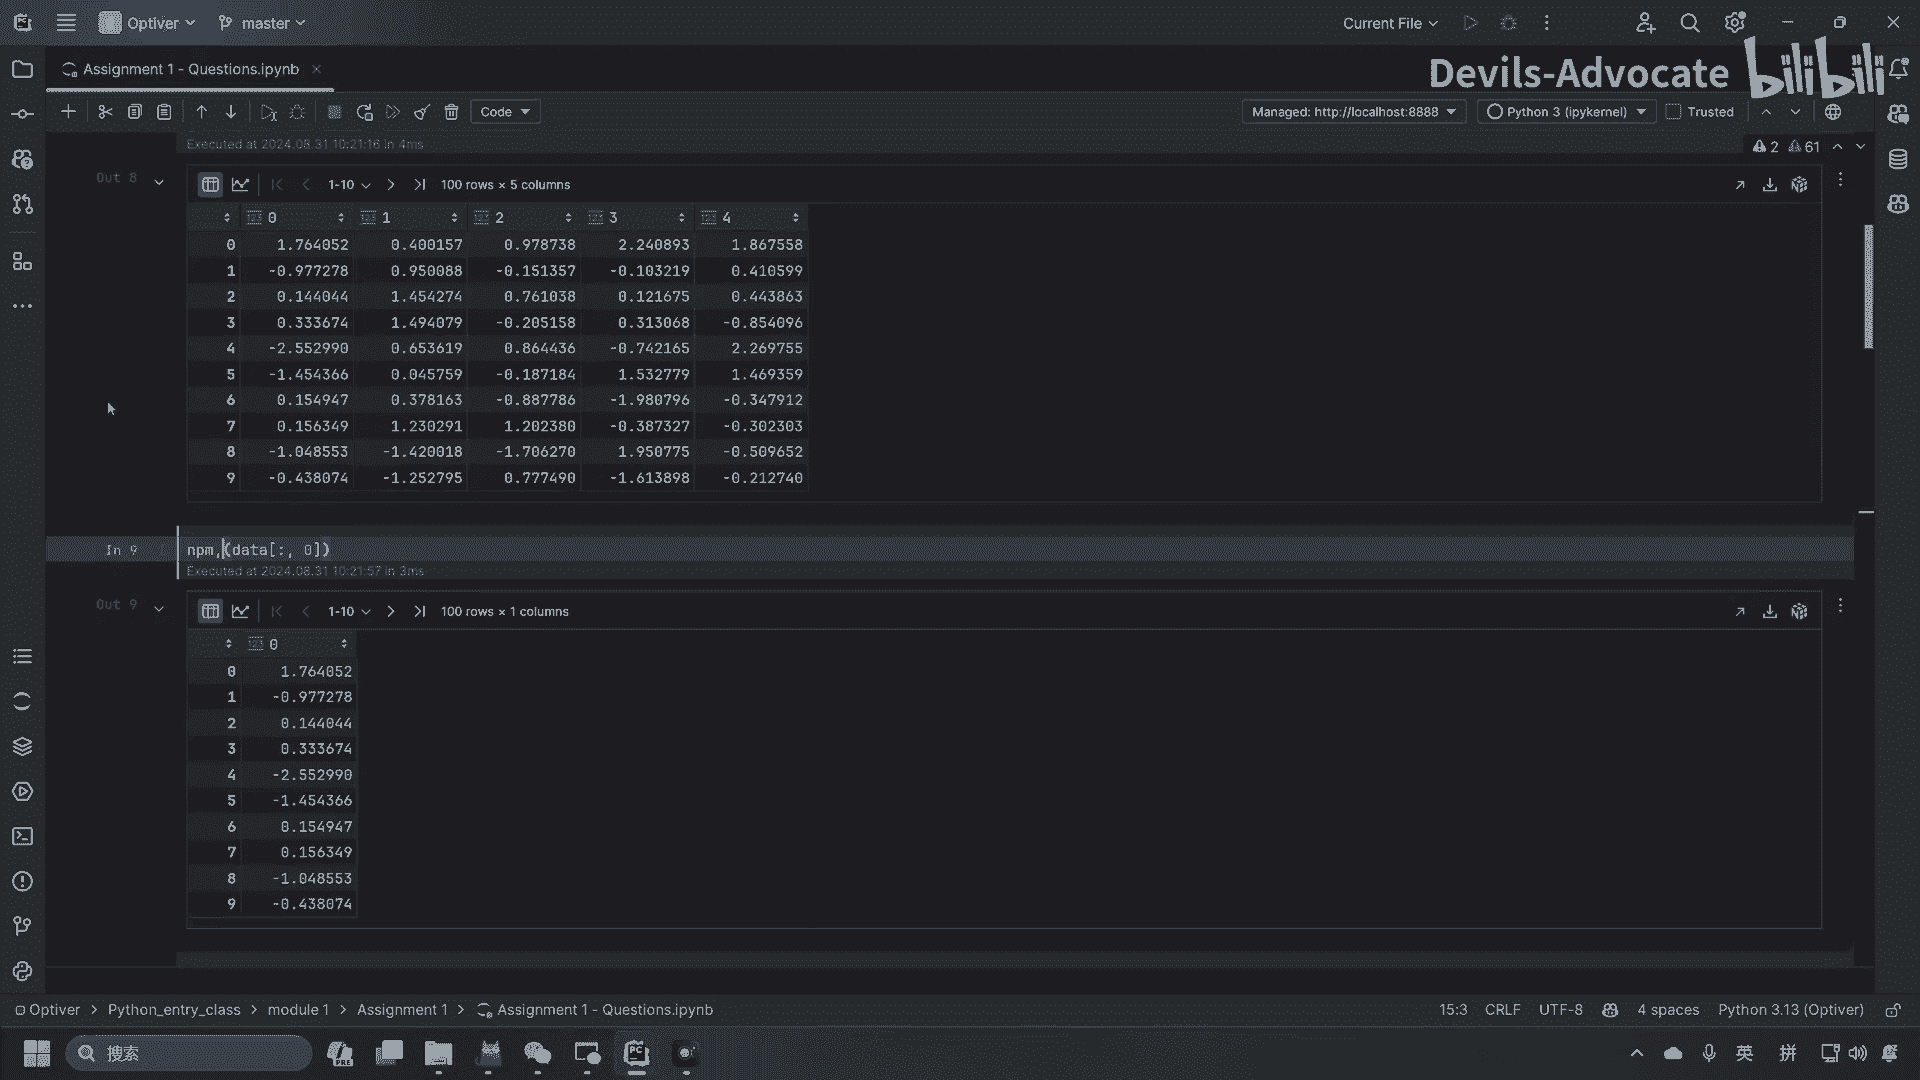 Optiver
master
Current File
Assignment 1 - Questions.ipynb
Devils-Advocate bilibili
Code
Managed: http://localhost:8888
Python 3 (ipykernel)
Trusted
Executed at 2024.08.31 10:21:16 in 4ms
2 61
Out 8
1-10
100 rows × 5 columns
0 1 2 3 4
0 1.764052 0.400157 0.978738 2.240893 1.867558
1 -0.977278 0.950088 -0.151357 -0.103219 0.410599
2 0.144044 1.454274 0.761038 0.121675 0.443863
3 0.333674 1.494079 -0.205158 0.313068 -0.854096
4 -2.552990 0.653619 0.864436 -0.742165 2.269755
5 -1.454366 0.045759 -0.187184 1.532779 1.469359
6 0.154947 0.378163 -0.887786 -1.980796 -0.347912
7 0.156349 1.230291 1.202380 -0.387327 -0.302303
8 -1.048553 -1.420018 -1.706270 1.950775 -0.509652
9 -0.438074 -1.252795 0.777490 -1.613898 -0.212740
In 9
npm,(data[:, 0])
Executed at 2024.08.31 10:21:57 in 3ms
Out 9
1-10
100 rows × 1 columns
0
0 1.764052
1 -0.977278
2 0.144044
3 0.333674
4 -2.552990
5 -1.454366
6 0.154947
7 0.156349
8 -1.048553
9 -0.438074
Optiver > Python_entry_class > module 1 > Assignment 1 > Assignment 1 - Questions.ipynb
15:3 CRLF UTF-8 4 spaces Python 3.13 (Optiver)
搜索
PRE
PC
英
拼